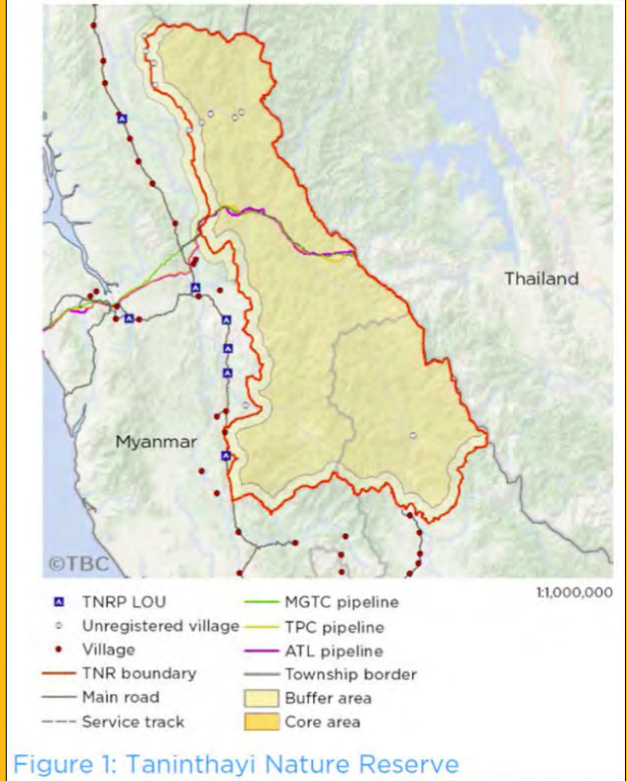 Thailand
Myanmar
©TBC
1:1,000,000
A TNRP LOU
Unregistered village
Village
TNR boundary
Main road
Service track
MGTC pipeline
TPC pipeline
ATL pipeline
Township border
Buffer area
Core area
Figure 1: Taninthayi Nature Reserve